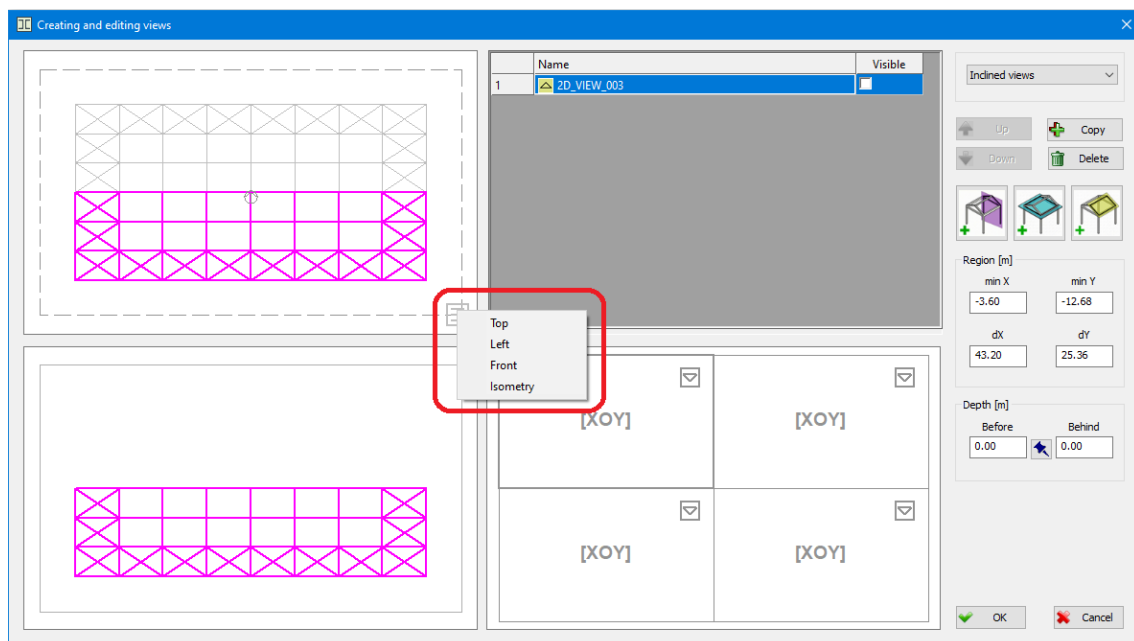 Creating and editing views
Name Visible
1 2D_VIEW_003
Top
Left
Front
Isometry
[XOY] [XOY]
[XOY] [XOY]
Inclined views
Up Copy
Down Delete
Region [m]
min X min Y
-3.60 -12.68
dX dY
43.20 25.36
Depth [m]
Before Behind
0.00 0.00
OK Cancel